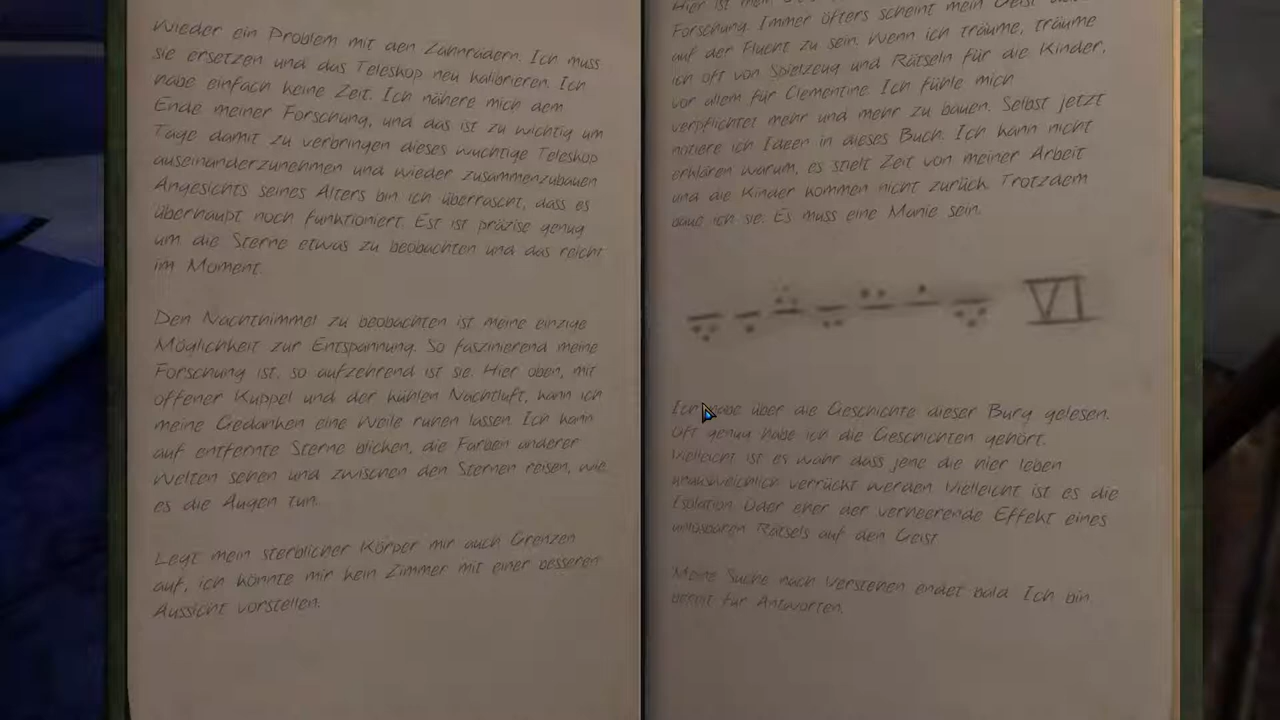 Wieder ein Problem mit den Zahnrädern. Ich muss
sie ersetzen und das Teleskop neu kalibrieren. Ich
habe einfach keine Zeit. Ich nähere mich dem
Ende meiner Forschung, und das ist zu wichtig um
Tage damit zu verbringen dieses wuchtige Teleskop
auseinanderzunehmen und wieder zusammenzubauen
Angesichts seines Alters bin ich überrascht, dass es
überhaupt noch funktioniert. Est ist präzise genug
um die Sterne etwas zu beobachten und das reicht
im Moment.
Den Nachthimmel zu beobachten ist meine einzige
Möglichkeit zur Entspannung. So faszinierend meine
Forschung ist, so aufzehrend ist sie. Hier oben, mit
offener Kuppel und der kühlen Nachtluft, kann ich
meine Gedanken eine Weile ruhen lassen. Ich kann
auf entfernte Sterne blicken, die Farben anderer
Welten sehen und zwischen den Sternen reisen, wie
es die Augen tun.
Legt mein sterblicher Körper mir auch Grenzen
auf, ich könnte mir kein Zimmer mit einer besseren
Aussicht vorstellen.
Hier ist mein
Forschung. Immer öfters scheint mein Geist
auf der Flucht zu sein. Wenn ich träume, träume
ich oft von Spielzeug und Rätseln für die Kinder,
vor allem für Clementine. Ich fühle mich
verpflichtet mehr und mehr zu bauen. Selbst jetzt
notiere ich Ideen in dieses Buch. Ich kann nicht
erklären warum, es stielt Zeit von meiner Arbeit
und die Kinder kommen nicht zurück. Trotzdem
baue ich sie. Es muss eine Manie sein.
VI
Ich habe über die Geschichte dieser Burg gelesen.
Oft genug habe ich die Geschichten gehört.
Vielleicht ist es wahr dass jene die hier leben
unausweichlich verrückt werden. Vielleicht ist es die
Isolation. Oder eher der verheerende Effekt eines
unlösbaren Rätsels auf den Geist
Meine Suche nach Verstehen endet bald. Ich bin
bereit für Antworten.